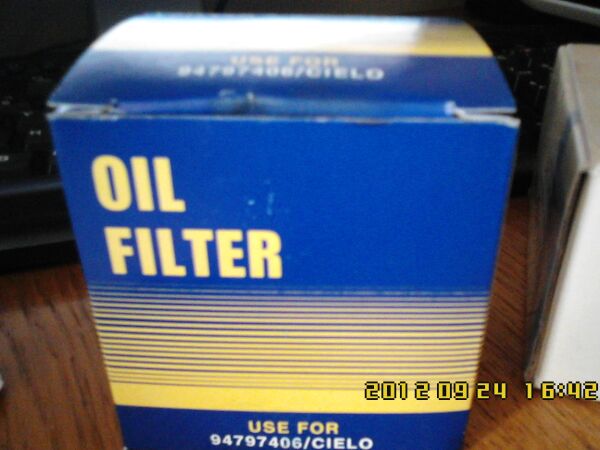 USE FOR
94797406/CIELO
OIL
FILTER
2012 09 24 16:42
USE FOR
94797406/CIELO